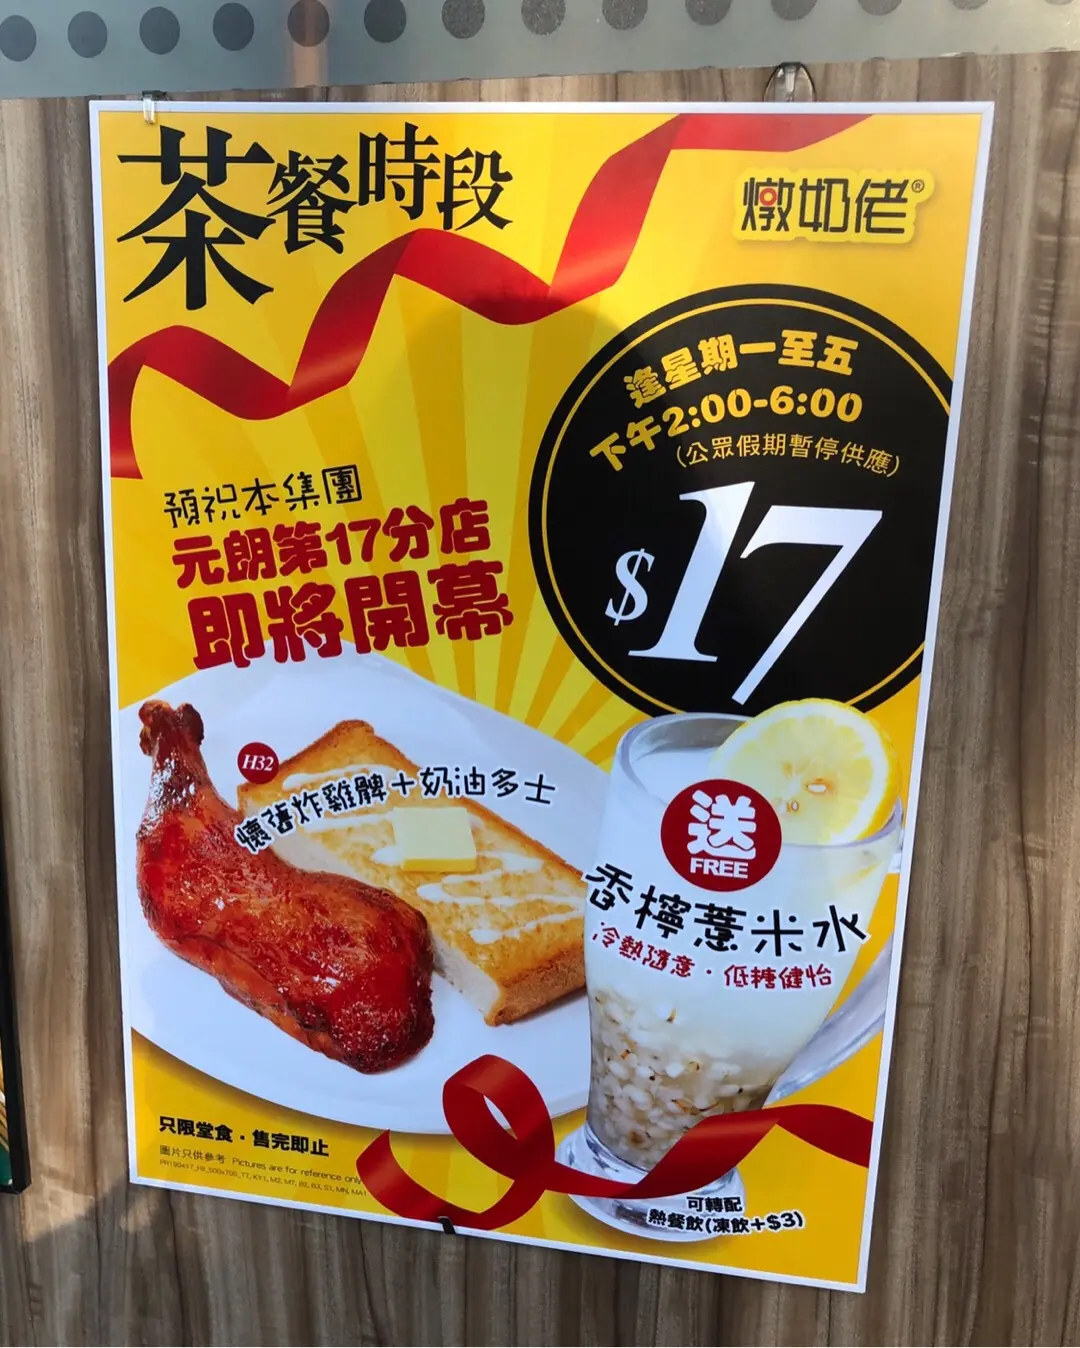 茶餐時段
燉奶佬®
逢星期一至五
下午2:00-6:00
(公眾假期暫停供應)
$17
預祝本集團
元朗第17分店
即將開幕
H32
懷舊炸雞髀+奶油多士
送
FREE
香檸薏米水
冷熱隨意·低糖健怡
只限堂食·售完即止
圖片只供參考 Pictures are for reference only
可轉配
熱餐飲(凍飲+$3)